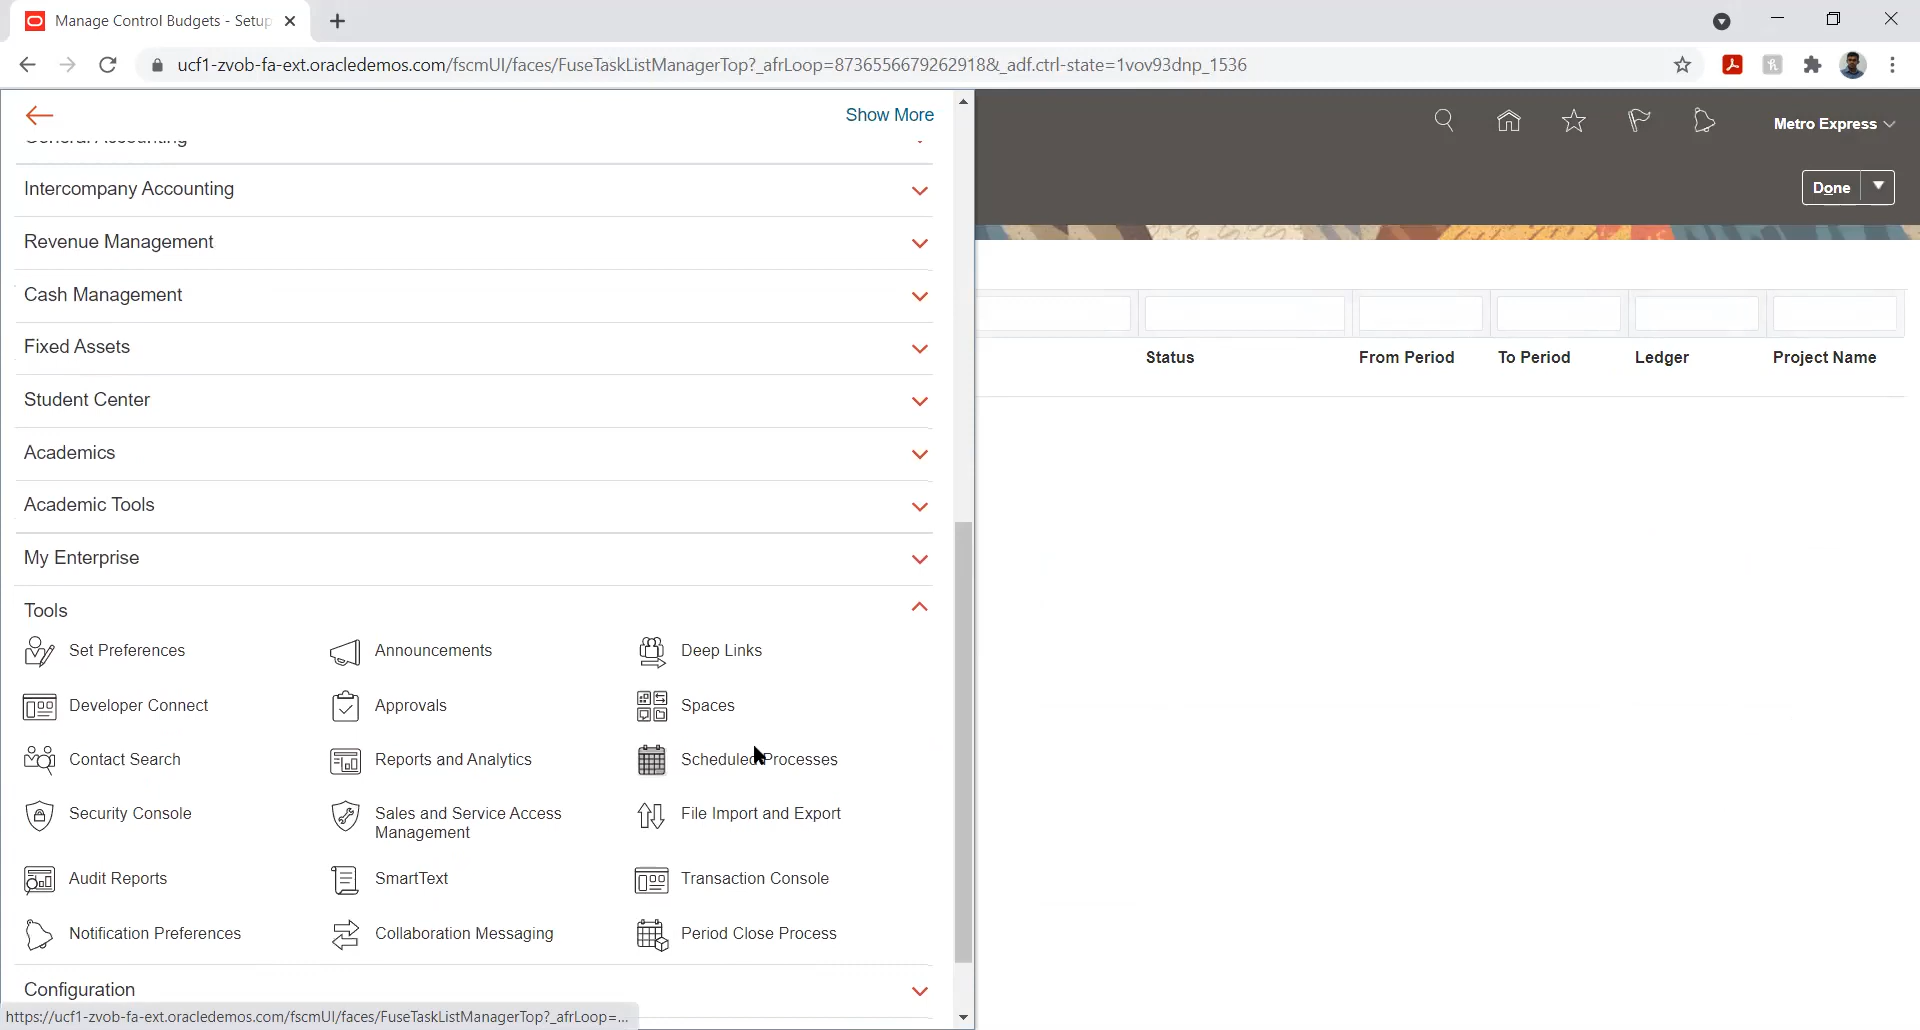 Manage Control Budgets - Setup
ucf1-zvob-fa-ext.oracledemos.com/fscmUI/faces/FuseTaskListManagerTop?_afrLoop=8736556679262918&_adf.ctrl-state=1vov93dnp_1536
Show More
Metro Express
General Accounting
Done
Intercompany Accounting
Revenue Management
Cash Management
Fixed Assets
Status From Period To Period Ledger Project Name
Student Center
Academics
Academic Tools
My Enterprise
Tools
Set Preferences Announcements Deep Links
Developer Connect Approvals Spaces
Contact Search Reports and Analytics Scheduled Processes
Security Console Sales and Service Access Management File Import and Export
Audit Reports SmartText Transaction Console
Notification Preferences Collaboration Messaging Period Close Process
Configuration
https://ucf1-zvob-fa-ext.oracledemos.com/fscmUI/faces/FuseTaskListManagerTop?_afrLoop=...